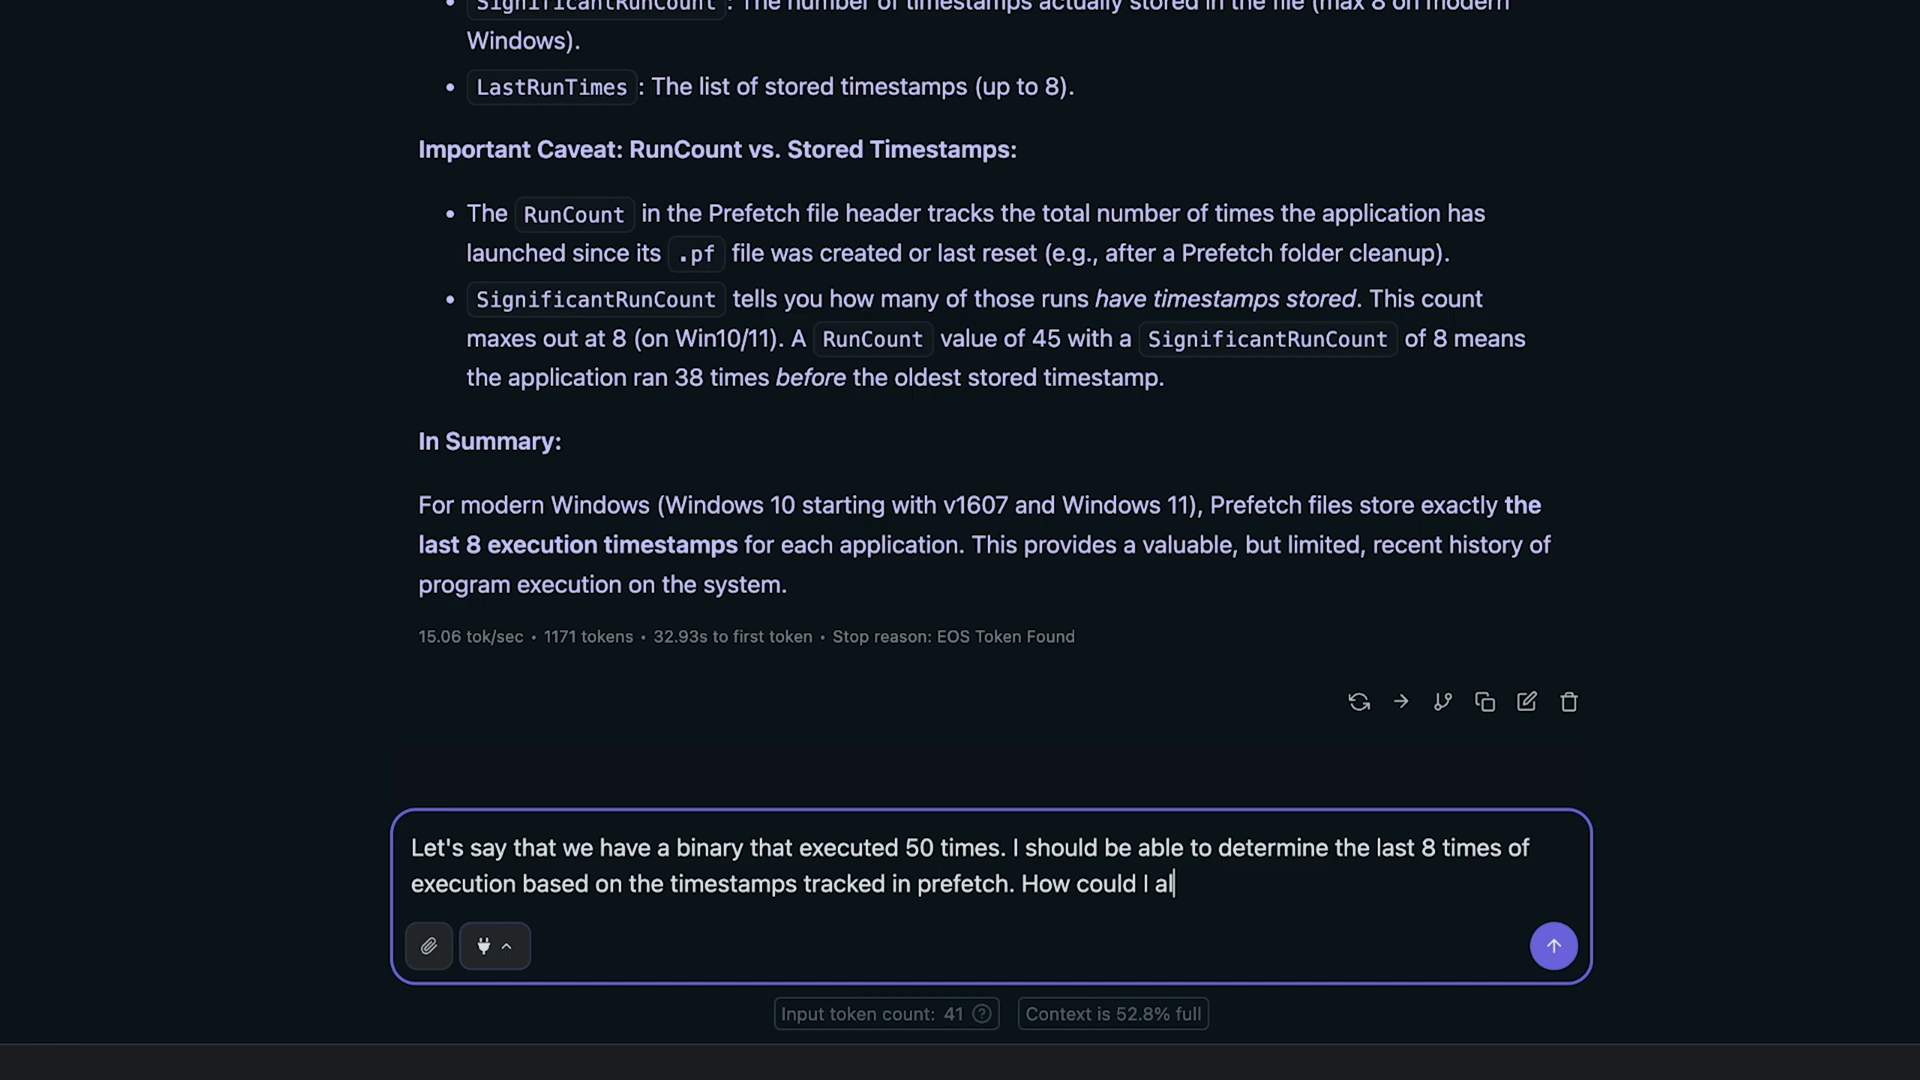 SignificantRunCount: The number of timestamps actually stored in the file (max 8 on modern
Windows).
• LastRunTimes: The list of stored timestamps (up to 8).
Important Caveat: RunCount vs. Stored Timestamps:
• The RunCount in the Prefetch file header tracks the total number of times the application has
launched since its .pf file was created or last reset (e.g., after a Prefetch folder cleanup).
• SignificantRunCount tells you how many of those runs have timestamps stored. This count
maxes out at 8 (on Win10/11). A RunCount value of 45 with a SignificantRunCount of 8 means
the application ran 38 times before the oldest stored timestamp.
In Summary:
For modern Windows (Windows 10 starting with v1607 and Windows 11), Prefetch files store exactly the
last 8 execution timestamps for each application. This provides a valuable, but limited, recent history of
program execution on the system.
15.06 tok/sec • 1171 tokens • 32.93s to first token • Stop reason: EOS Token Found
Let's say that we have a binary that executed 50 times. I should be able to determine the last 8 times of
execution based on the timestamps tracked in prefetch. How could I al
Input token count: 41
Context is 52.8% full